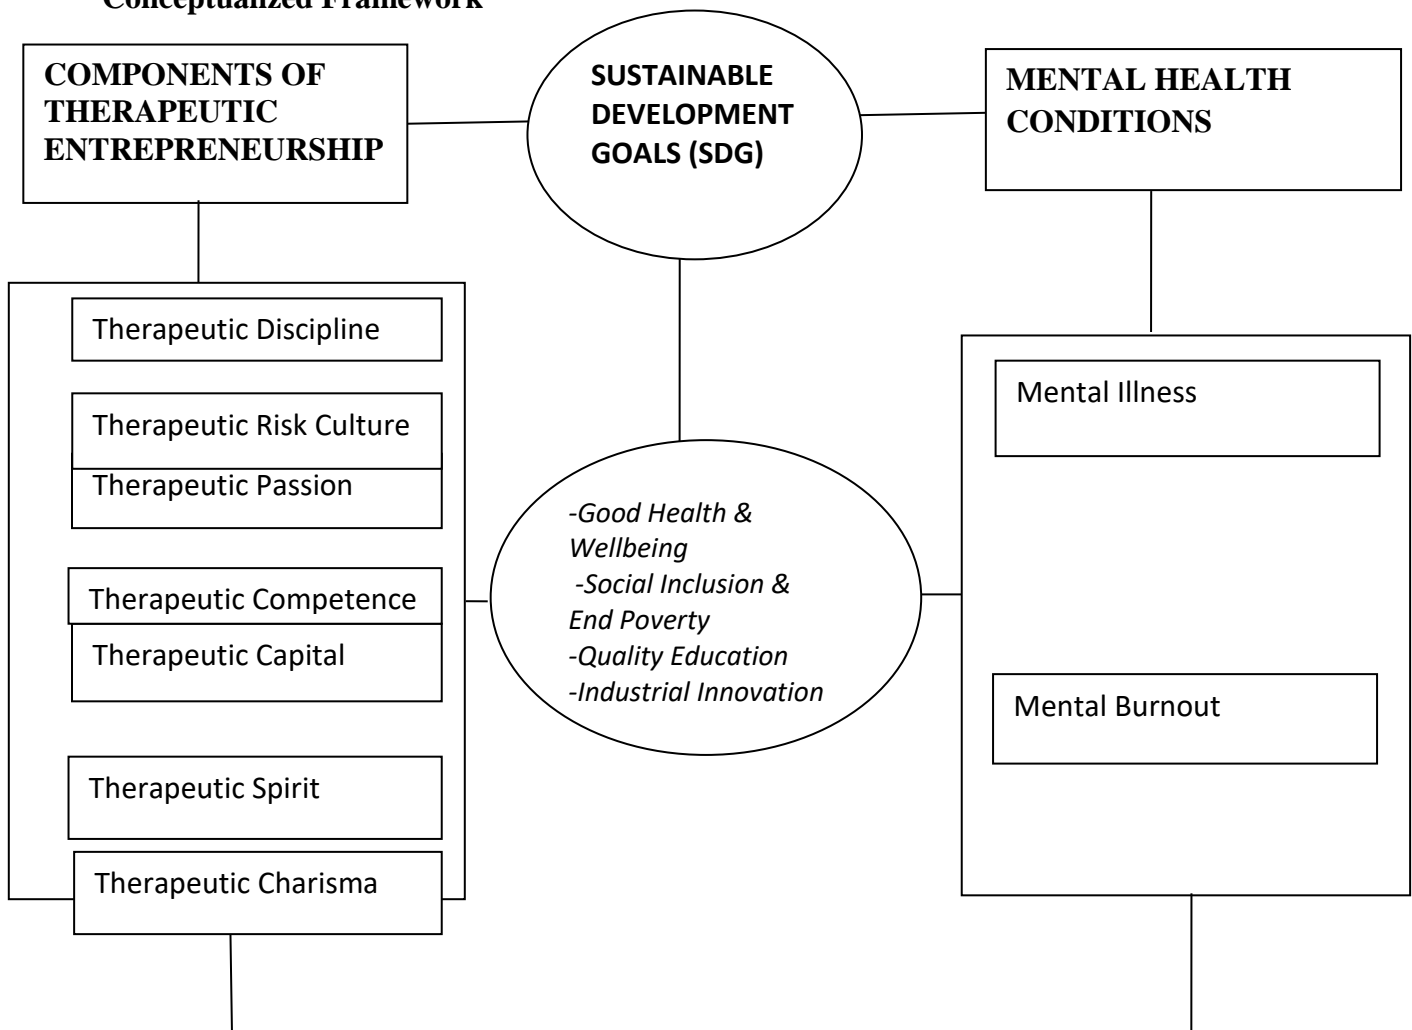 Conceptualized Framework
COMPONENTS OF
THERAPEUTIC
ENTREPRENEURSHIP
SUSTAINABLE
DEVELOPMENT
GOALS (SDG)
MENTAL HEALTH
CONDITIONS
Therapeutic Discipline
Therapeutic Risk Culture
Therapeutic Passion
Therapeutic Competence
Therapeutic Capital
Therapeutic Spirit
Therapeutic Charisma
-Good Health &
Wellbeing
-Social Inclusion &
End Poverty
-Quality Education
-Industrial Innovation
Mental Illness
Mental Burnout